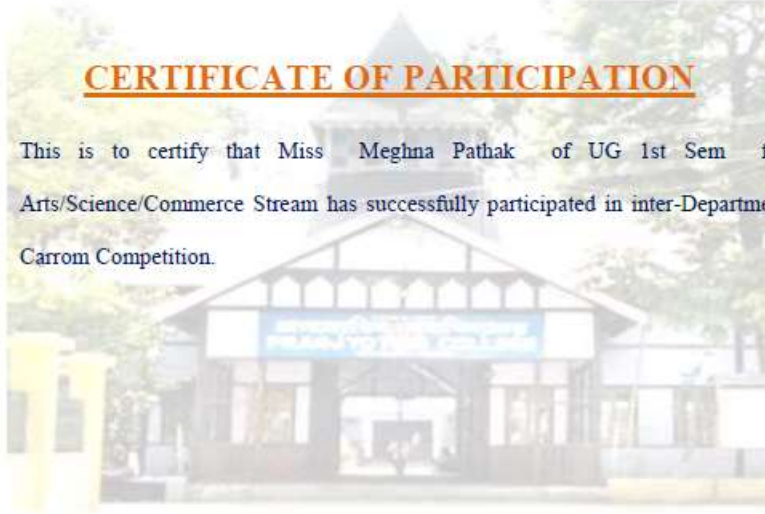 CERTIFICATE OF PARTICIPATION
This is to certify that Miss Meghna Pathak of UG 1st Sem
Arts/Science/Commerce Stream has successfully participated in inter-Departme
Carrom Competition.
COLLEGE